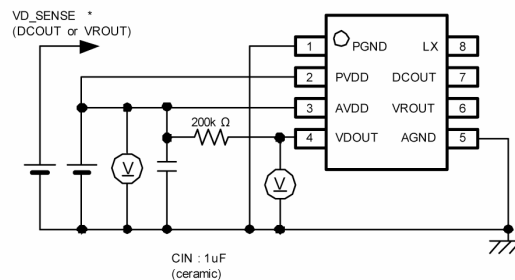 VD_SENSE *
(DCOUT or VROUT)
1 PGND LX 8
2 PVDD DCOUT 7
3 AVDD VROUT 6
200k Ω
4 VDOUT AGND 5
V
V
CIN : 1uF
(ceramic)